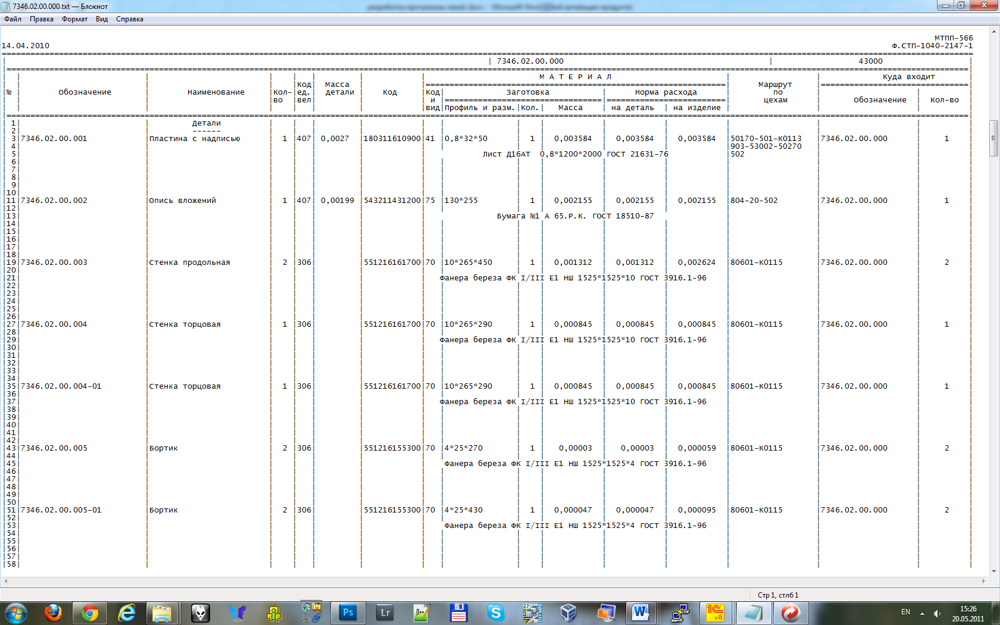 7346.02.00.000.txt — Блокнот
Файл Правка Формат Вид Справка
МТПП-566
14.04.2010 Ф.СТП-1040-2147-1
7346.02.00.000 43000
М А Т Е Р И А Л Куда входит
Код Масса Маршрут
№ Обозначение Наименование Кол- ед. детали Код Код Заготовка Норма расхода по
во вел и цехам Обозначение Кол-во
вид Профиль и разм. Кол. Масса на деталь на изделие
1 Детали
2 ------
3 7346.02.00.001 Пластина с надписью 1 407 0,0027 180311610900 41 0,8*32*50 1 0,003584 0,003584 0,003584 50170-501-К0113 7346.02.00.000 1
4 903-53002-50270
5 Лист Д16АТ 0,8*1200*2000 ГОСТ 21631-76 502
6
7
8
9
10
11 7346.02.00.002 Опись вложений 1 407 0,00199 543211431200 75 130*255 1 0,002155 0,002155 0,002155 804-20-502 7346.02.00.000 1
12
13 Бумага №1 А 65.Р.К. ГОСТ 18510-87
14
15
16
17
18
19 7346.02.00.003 Стенка продольная 2 306 551216161700 70 10*265*450 1 0,001312 0,001312 0,002624 80601-К0115 7346.02.00.000 2
20
21 Фанера береза ФК I/III Е1 НШ 1525*1525*10 ГОСТ 3916.1-96
22
23
24
25
26
27 7346.02.00.004 Стенка торцовая 1 306 551216161700 70 10*265*290 1 0,000845 0,000845 0,000845 80601-К0115 7346.02.00.000 1
28
29 Фанера береза ФК I/III Е1 НШ 1525*1525*10 ГОСТ 3916.1-96
30
31
32
33
34
35 7346.02.00.004-01 Стенка торцовая 1 306 551216161700 70 10*265*290 1 0,000845 0,000845 0,000845 80601-К0115 7346.02.00.000 1
36
37 Фанера береза ФК I/III Е1 НШ 1525*1525*10 ГОСТ 3916.1-96
38
39
40
41
42
43 7346.02.00.005 Бортик 2 306 551216155300 70 4*25*270 1 0,00003 0,00003 0,000059 80601-К0115 7346.02.00.000 2
44
45 Фанера береза ФК I/III Е1 НШ 1525*1525*4 ГОСТ 3916.1-96
46
47
48
49
50
51 7346.02.00.005-01 Бортик 2 306 551216155300 70 4*25*430 1 0,000047 0,000047 0,000095 80601-К0115 7346.02.00.000 2
52
53 Фанера береза ФК I/III Е1 НШ 1525*1525*4 ГОСТ 3916.1-96
54
55
56
57
58
Стр 1, стлб 1
Ps Lr EN 15:26
20.05.2011